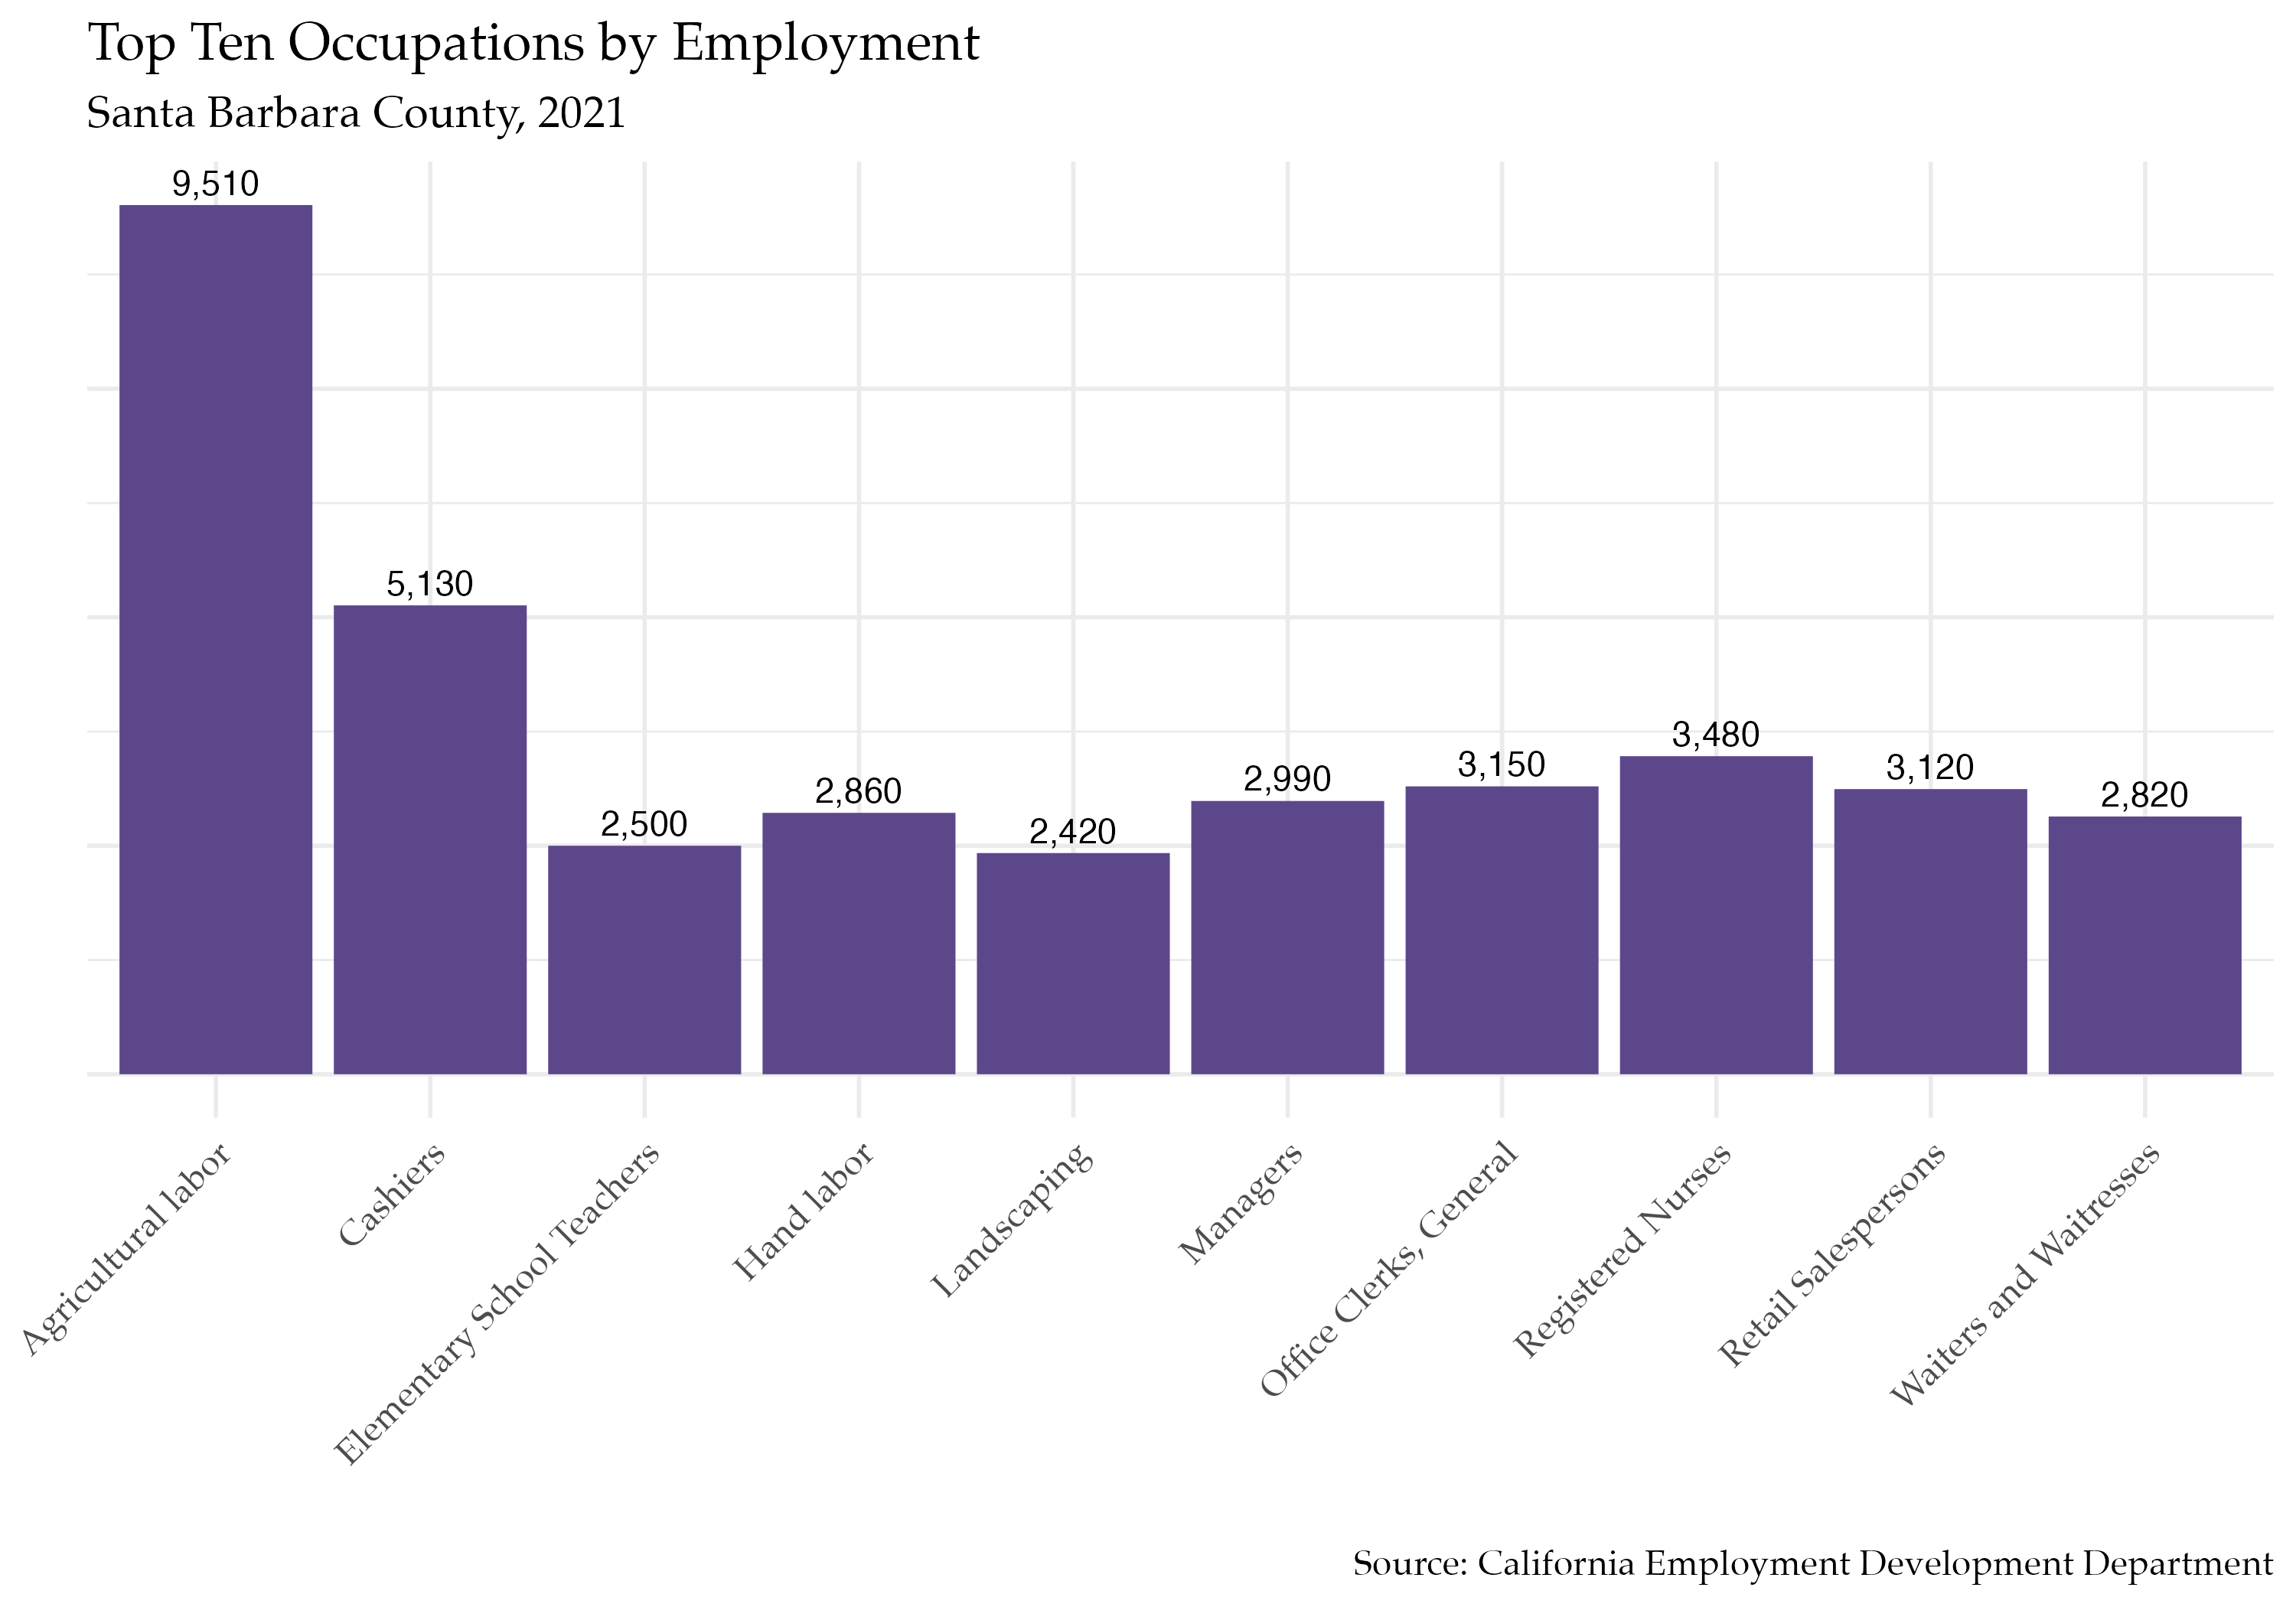 Top Ten Occupations by Employment
Santa Barbara County, 2021
9,510
5,130
2,500
2,860
2,420
2,990
3,150
3,480
3,120
2,820
Agricultural labor
Cashiers
Elementary School Teachers
Hand labor
Landscaping
Managers
Office Clerks, General
Registered Nurses
Retail Salespersons
Waiters and Waitresses
Source: California Employment Development Department